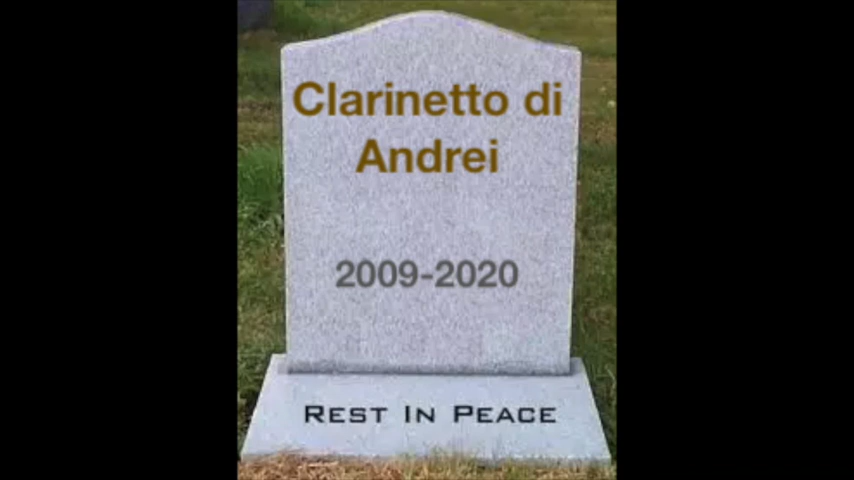 Clarinetto di
Andrei
2009-2020
REST IN PEACE